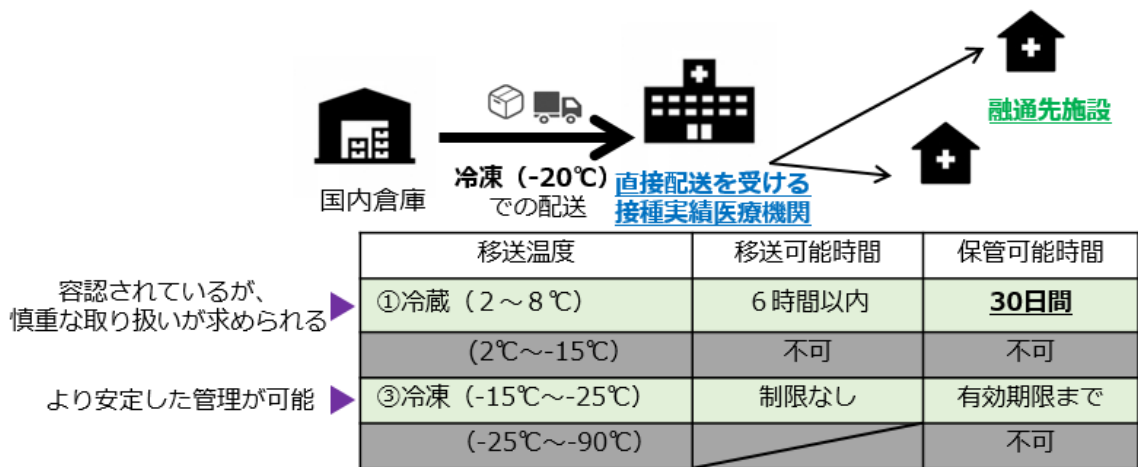 融通先施設
国内倉庫
冷凍（-20℃）
での配送
直接配送を受ける
接種実績医療機関
移送温度 移送可能時間 保管可能時間
容認されているが、
慎重な取り扱いが求められる
①冷蔵（２～８℃） ６時間以内 30日間
(2℃～-15℃) 不可 不可
より安定した管理が可能
③冷凍（-15℃～-25℃） 制限なし 有効期限まで
(-25℃～-90℃) 不可